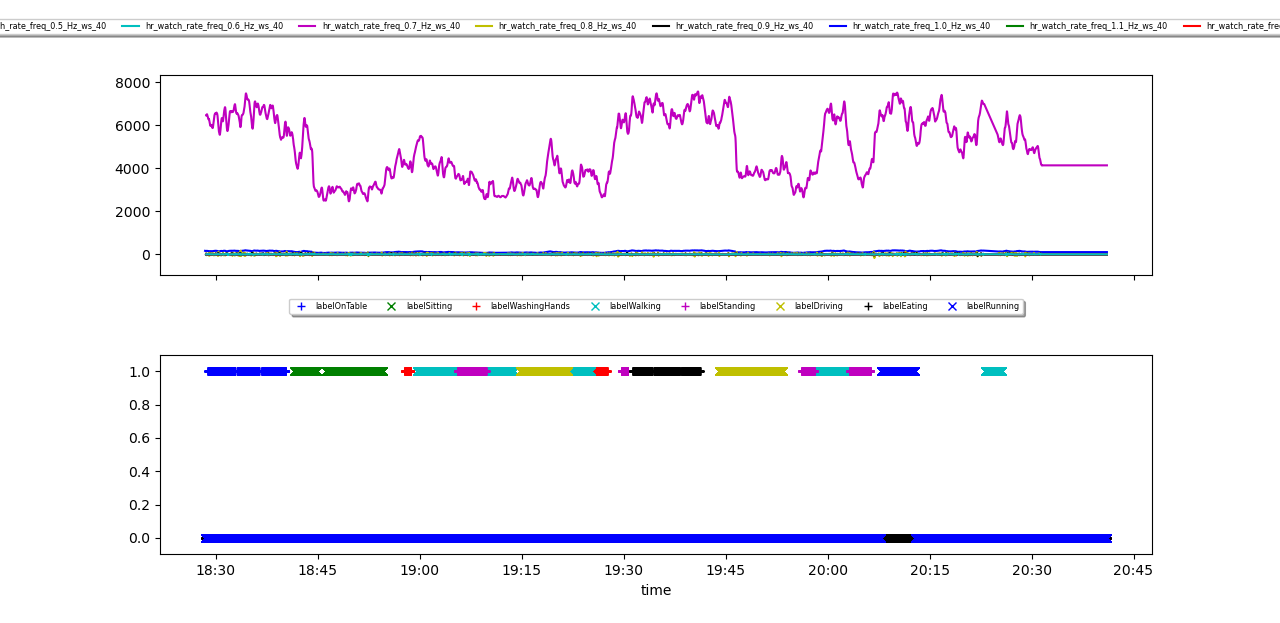 h_rate_freq_0.5_Hz_ws_40 hr_watch_rate_freq_0.6_Hz_ws_40 hr_watch_rate_freq_0.7_Hz_ws_40 hr_watch_rate_freq_0.8_Hz_ws_40 hr_watch_rate_freq_0.9_Hz_ws_40 hr_watch_rate_freq_1.0_Hz_ws_40 hr_watch_rate_freq_1.1_Hz_ws_40 hr_watch_rate_fre
8000
6000
4000
2000
0
labelOnTable labelSitting labelWashingHands labelWalking labelStanding labelDriving labelEating labelRunning
1.0
0.8
0.6
0.4
0.2
0.0
18:30 18:45 19:00 19:15 19:30 19:45 20:00 20:15 20:30 20:45
time